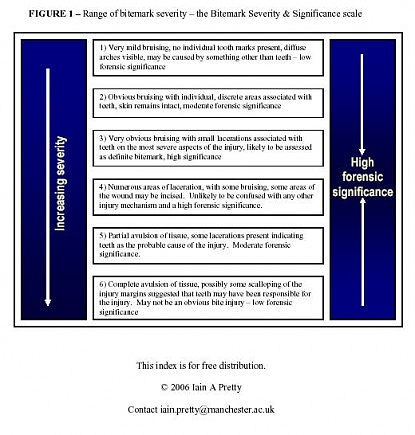 FIGURE 1 – Range of bitemark severity – the Bitemark Severity & Significance scale
1) Very mild bruising, no individual tooth marks present, diffuse
arches visible, may be caused by something other than teeth – low
forensic significance
2) Obvious bruising with individual, discrete areas associated with
teeth, skin remains intact, moderate forensic significance
3) Very obvious bruising with small lacerations associated with
teeth on the most severe aspects of the injury, likely to be assessed
as definite bitemark, high significance
4) Numerous areas of laceration, with some bruising, some areas of
the wound may be incised. Unlikely to be confused with any other
injury mechanism and a high forensic significance.
5) Partial avulsion of tissue, some lacerations present indicating
teeth as the probable cause of the injury. Moderate
forensic significance.
6) Complete avulsion of tissue, possibly some scalloping of the
injury margins suggested that teeth may have been responsible for
the injury. May not be an obvious bite injury – low forensic
significance
Increasing severity
High
forensic
significance
This index is for free distribution.
© 2006 Iain A Pretty
Contact iain.pretty@manchester.ac.uk